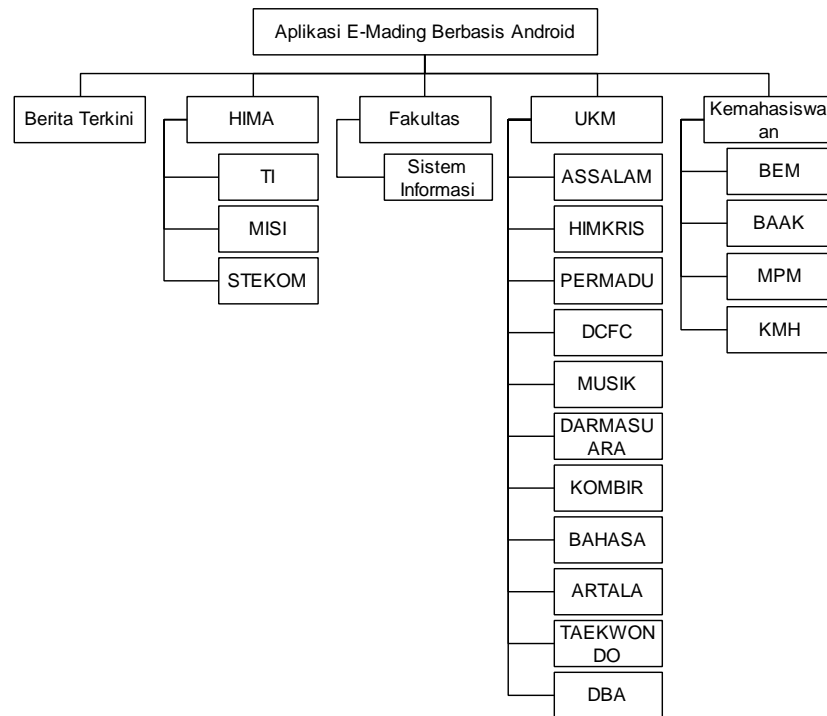 Aplikasi E-Mading Berbasis Android
Berita Terkini
HIMA
TI
MISI
STEKOM
Fakultas
Sistem
Informasi
UKM
ASSALAM
HIMKRIS
PERMADU
DCFC
MUSIK
DARMASU
ARA
KOMBIR
BAHASA
ARTALA
TAEKWON
DO
DBA
Kemahasiswa
an
BEM
BAAK
MPM
KMH